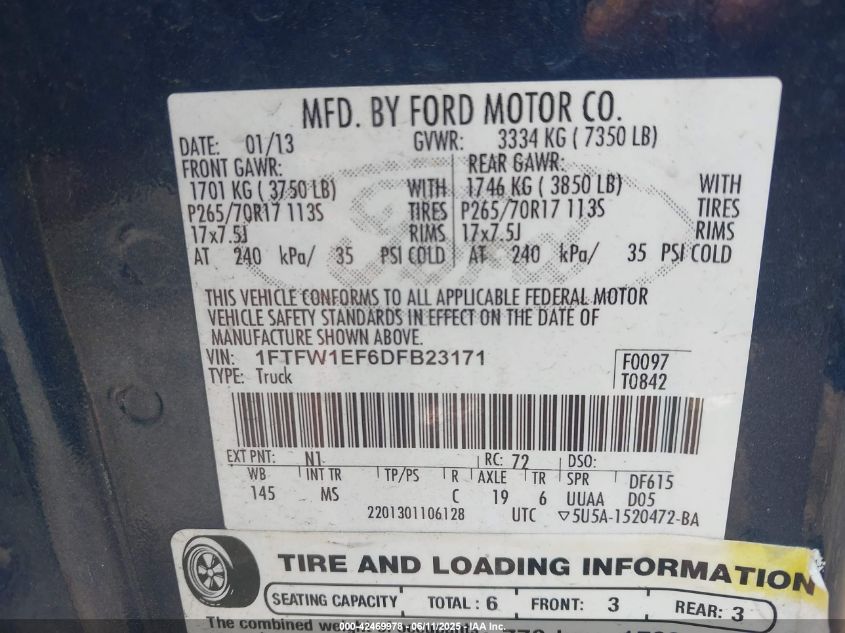 MFD. BY FORD MOTOR CO.
DATE: 01/13 GVWR: 3334 KG ( 7350 LB)
FRONT GAWR: REAR GAWR:
1701 KG ( 3750 LB) WITH 1746 KG ( 3850 LB) WITH
P265/70R17 113S TIRES P265/70R17 113S TIRES
17x7.5J RIMS 17x7.5J RIMS
AT 240 kPa/ 35 PSI COLD AT 240 kPa/ 35 PSI COLD
THIS VEHICLE CONFORMS TO ALL APPLICABLE FEDERAL MOTOR
VEHICLE SAFETY STANDARDS IN EFFECT ON THE DATE OF
MANUFACTURE SHOWN ABOVE.
VIN: 1FTFW1EF6DFB23171 F0097
TYPE: Truck T0842
EXT PNT: N1 RC: 72 DSO:
WB INT TR TP/PS R AXLE TR SPR DF615
145 MS C 19 6 UUAA D05
2201301106128 UTC ▽5U5A-1520472-BA
TIRE AND LOADING INFORMATION
SEATING CAPACITY TOTAL: 6 FRONT: 3 REAR: 3
The combined weight of
000-42469978 - 06/11/2025 - IAA Inc.